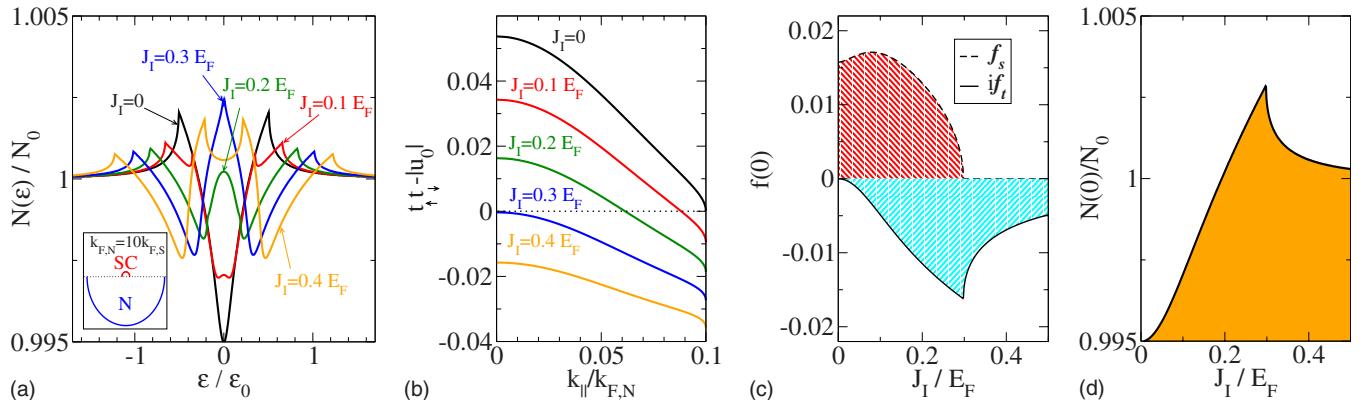 1.005
1
0.995
N(ε) / N₀
J_I=0.3 E_F
J_I=0.2 E_F
J_I=0
J_I=0.1 E_F
J_I=0.4 E_F
k_F,N=10k_F,S
SC
N
-1 0 1
ε / ε₀
(a)
0.04
0.02
0
-0.02
-0.04
t↑t↓-|u₀|
J_I=0
J_I=0.1 E_F
J_I=0.2 E_F
J_I=0.3 E_F
J_I=0.4 E_F
0 0.05 0.1
k_||/k_F,N
(b)
0.02
0.01
0
-0.01
-0.02
f(0)
f_s
if_t
0 0.2 0.4
J_I / E_F
(c)
1.005
1
0.995
N(0)/N₀
0 0.2 0.4
J_I / E_F
(d)